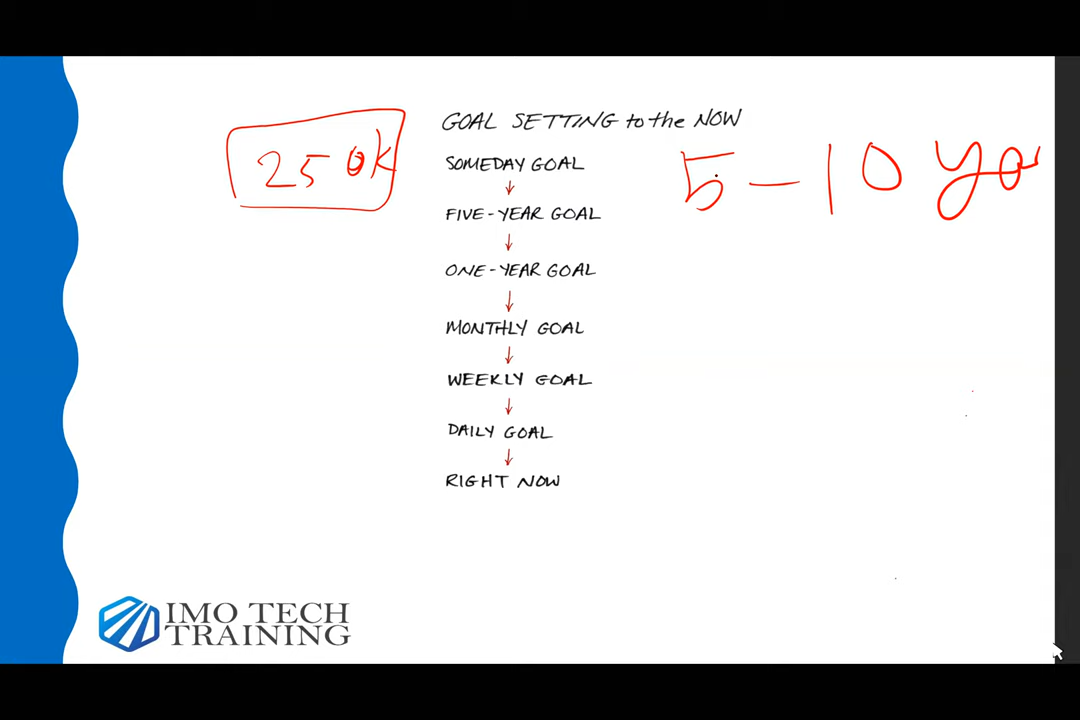 GOAL SETTING to the NOW
250K
SOMEDAY GOAL
5-10
FIVE-YEAR GOAL
ONE-YEAR GOAL
MONTHLY GOAL
WEEKLY GOAL
DAILY GOAL
RIGHT NOW
IMO TECH
TRAINING